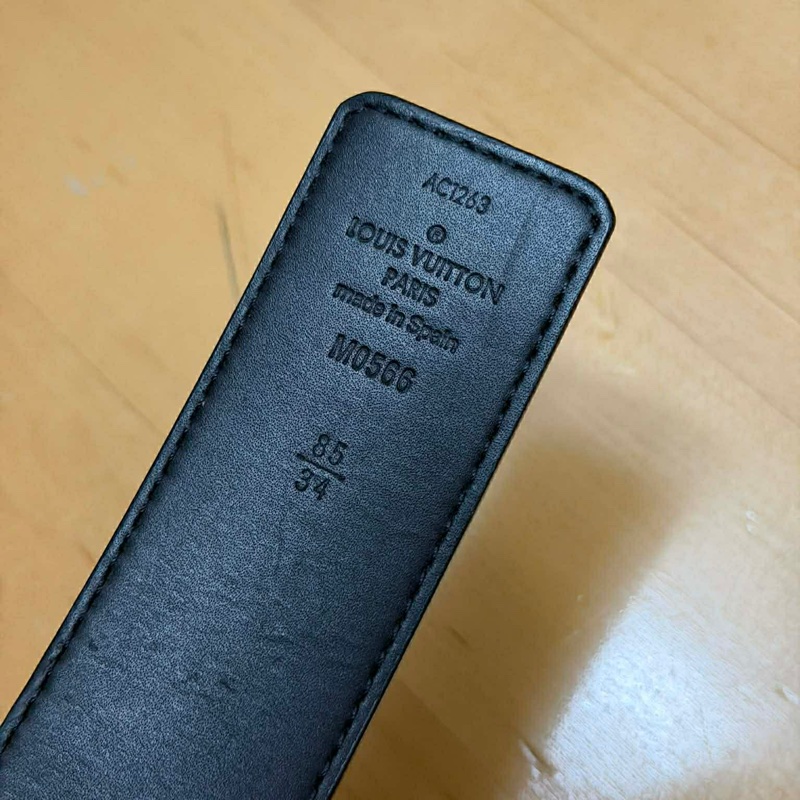 AC1263
®
LOUIS VUITTON
PARIS
made in Spain
M0566
85
34